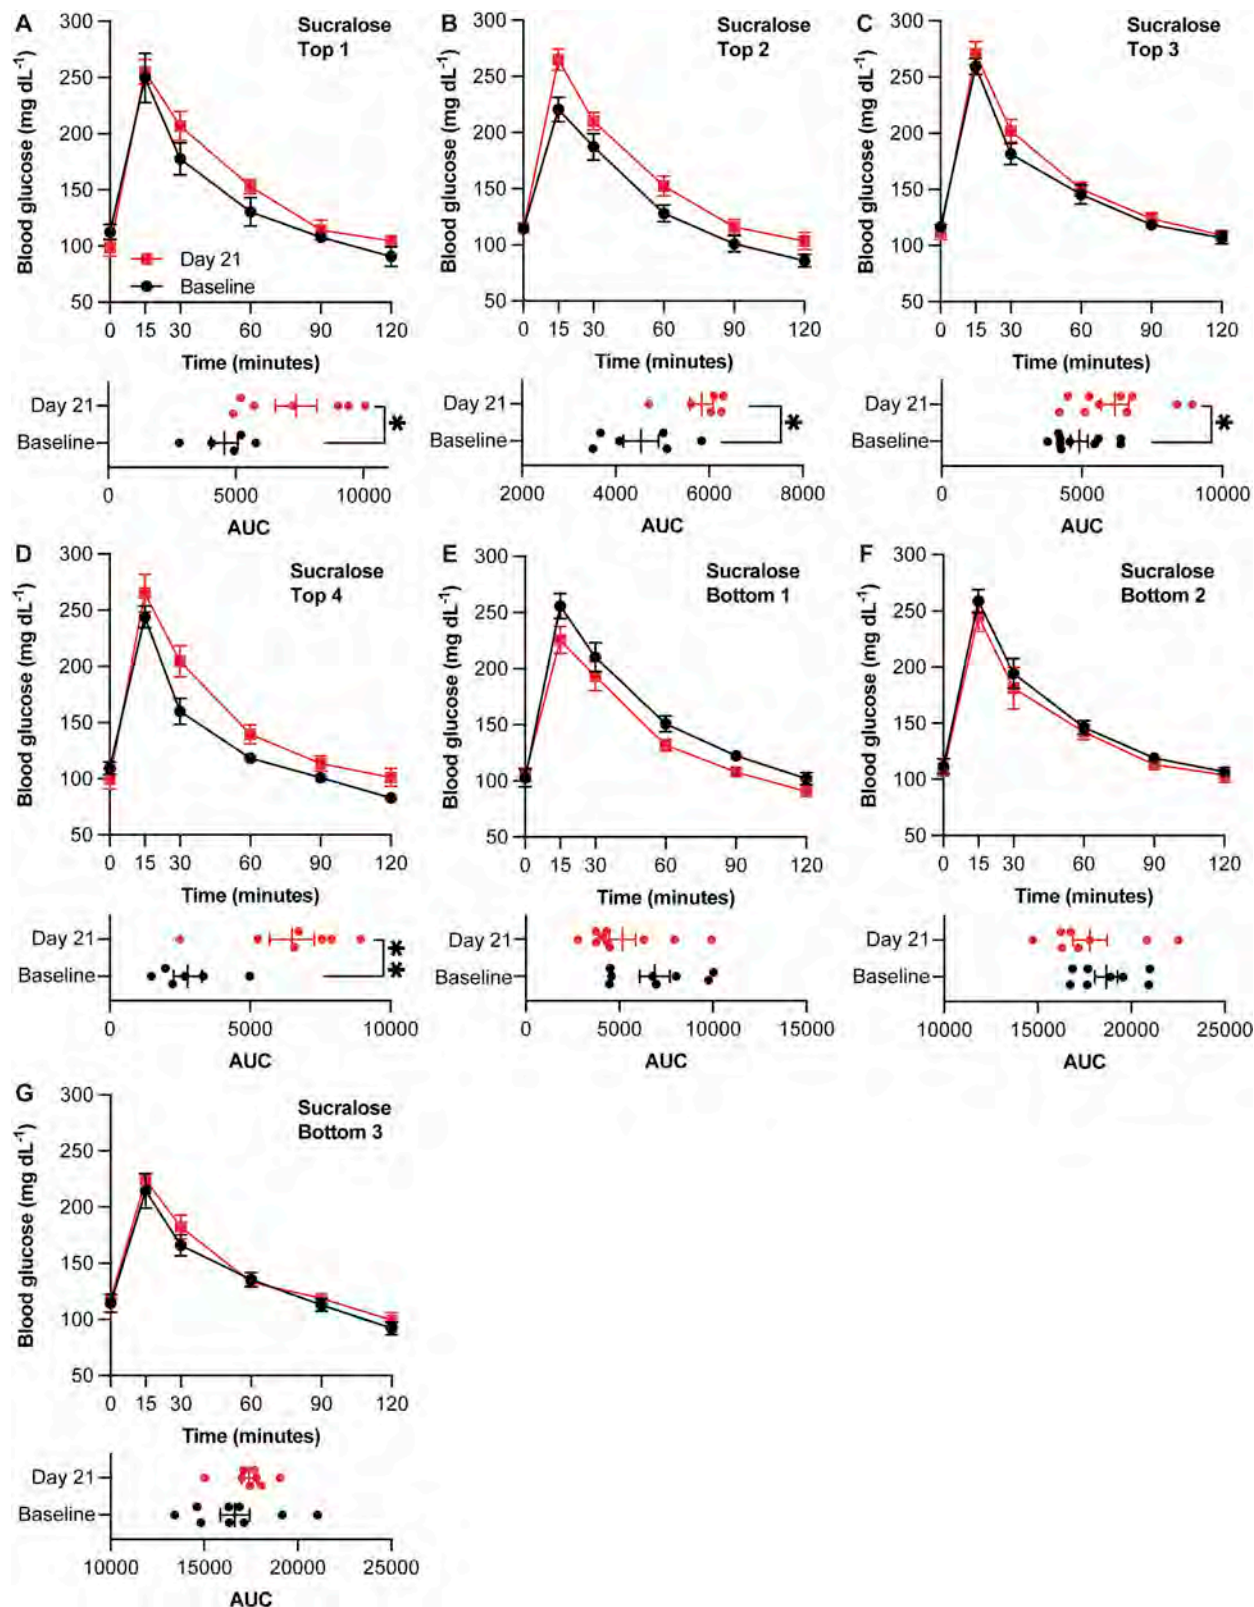 A
Sucralose
Top 1
Blood glucose (mg dL-1)
300
250
200
150
100
50
Day 21
Baseline
0 15 30 60 90 120
Time (minutes)
Day 21
Baseline
*
0 5000 10000
AUC
B
Sucralose
Top 2
Blood glucose (mg dL-1)
300
250
200
150
100
50
0 15 30 60 90 120
Time (minutes)
Day 21
Baseline
*
2000 4000 6000 8000
AUC
C
Sucralose
Top 3
Blood glucose (mg dL-1)
300
250
200
150
100
50
0 15 30 60 90 120
Time (minutes)
Day 21
Baseline
*
0 5000 10000
AUC
D
Sucralose
Top 4
Blood glucose (mg dL-1)
300
250
200
150
100
50
0 15 30 60 90 120
Time (minutes)
Day 21
Baseline
**
0 5000 10000
AUC
E
Sucralose
Bottom 1
Blood glucose (mg dL-1)
300
250
200
150
100
50
0 15 30 60 90 120
Time (minutes)
Day 21
Baseline
0 5000 10000 15000
AUC
F
Sucralose
Bottom 2
Blood glucose (mg dL-1)
300
250
200
150
100
50
0 15 30 60 90 120
Time (minutes)
Day 21
Baseline
10000 15000 20000 25000
AUC
G
Sucralose
Bottom 3
Blood glucose (mg dL-1)
300
250
200
150
100
50
0 15 30 60 90 120
Time (minutes)
Day 21
Baseline
10000 15000 20000 25000
AUC